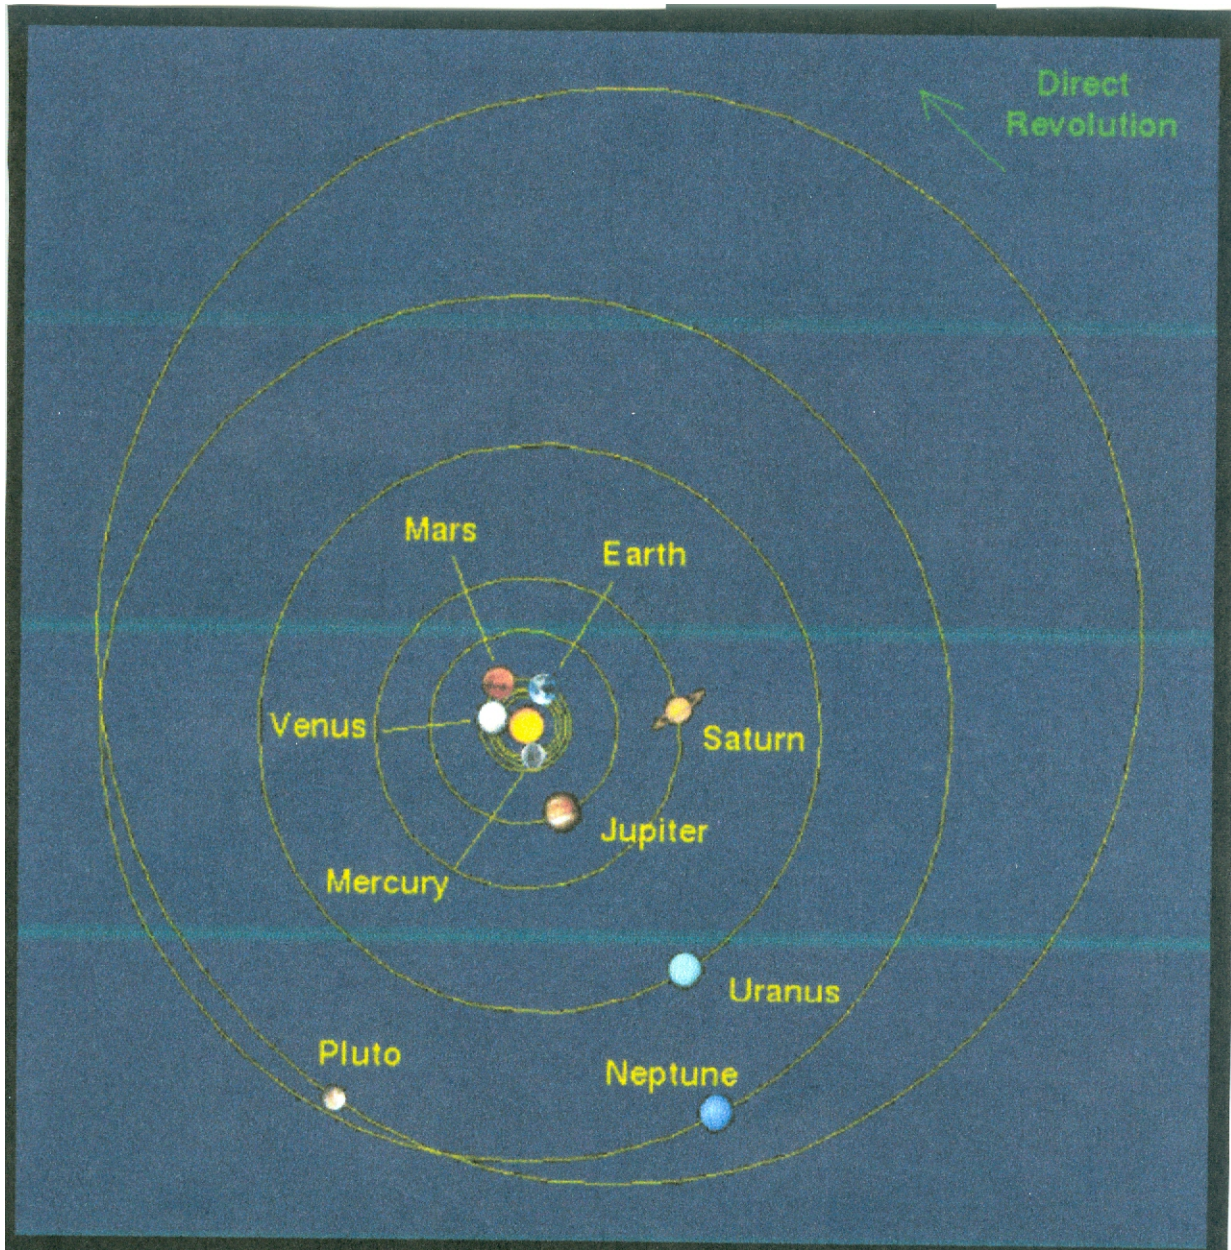 Direct
Revolution
Mars
Earth
Venus
Saturn
Jupiter
Mercury
Uranus
Pluto
Neptune